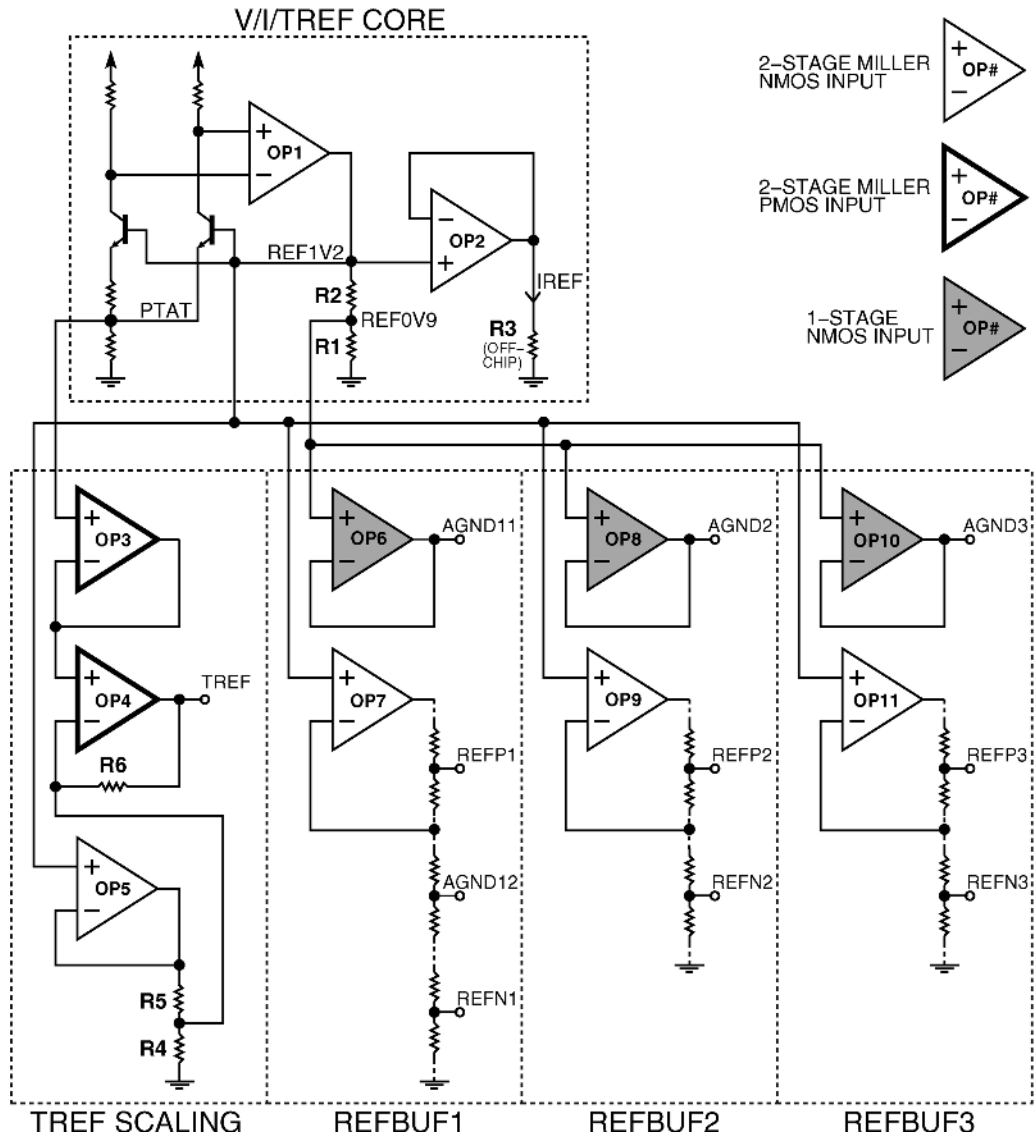 V/I/TREF CORE
+
OP1
−
−
OP2
+
REF1V2
IREF
R2
PTAT
REF0V9
R1
R3
(OFF−
CHIP)
2−STAGE MILLER
NMOS INPUT
+
OP#
−
2−STAGE MILLER
PMOS INPUT
+
OP#
−
1−STAGE
NMOS INPUT
+
OP#
−
+
OP3
−
+
OP4
−
TREF
R6
+
OP5
−
R5
R4
TREF SCALING
+
OP6
−
AGND11
+
OP7
−
REFP1
AGND12
REFN1
REFBUF1
+
OP8
−
AGND2
+
OP9
−
REFP2
REFN2
REFBUF2
+
OP10
−
AGND3
+
OP11
−
REFP3
REFN3
REFBUF3